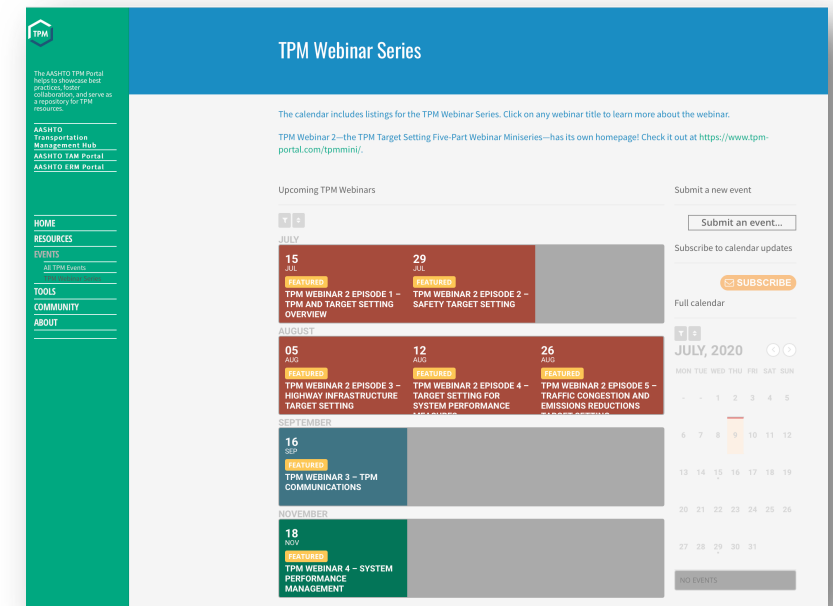 TPM
The AASHTO TPM Portal
helps to showcase best
practices, foster
collaboration, and serve as
a repository for TPM
resources.
AASHTO
Transportation
Management Hub
AASHTO TAM Portal
AASHTO ERM Portal
HOME
RESOURCES
EVENTS
All TPM Events
TPM Webinar Series
TOOLS
COMMUNITY
ABOUT
TPM Webinar Series
The calendar includes listings for the TPM Webinar Series. Click on any webinar title to learn more about the webinar.
TPM Webinar 2—the TPM Target Setting Five-Part Webinar Miniseries—has its own homepage! Check it out at https://www.tpm-
portal.com/tpmmini/.
Upcoming TPM Webinars
JULY
15
JUL
FEATURED
TPM WEBINAR 2 EPISODE 1 –
TPM AND TARGET SETTING
OVERVIEW
29
JUL
FEATURED
TPM WEBINAR 2 EPISODE 2 –
SAFETY TARGET SETTING
AUGUST
05
AUG
FEATURED
TPM WEBINAR 2 EPISODE 3 –
HIGHWAY INFRASTRUCTURE
TARGET SETTING
12
AUG
FEATURED
TPM WEBINAR 2 EPISODE 4 –
TARGET SETTING FOR
SYSTEM PERFORMANCE
MEASURES
26
AUG
FEATURED
TPM WEBINAR 2 EPISODE 5 –
TRAFFIC CONGESTION AND
EMISSIONS REDUCTIONS
TARGET SETTING
SEPTEMBER
16
SEP
FEATURED
TPM WEBINAR 3 – TPM
COMMUNICATIONS
NOVEMBER
18
NOV
FEATURED
TPM WEBINAR 4 – SYSTEM
PERFORMANCE
MANAGEMENT
Submit a new event
Submit an event...
Subscribe to calendar updates
SUBSCRIBE
Full calendar
JULY, 2020
MON TUE WED THU FRI SAT SUN
- - 1 2 3 4 5
6 7 8 9 10 11 12
13 14 15 16 17 18 19
20 21 22 23 24 25 26
27 28 29 30 31
NO EVENTS